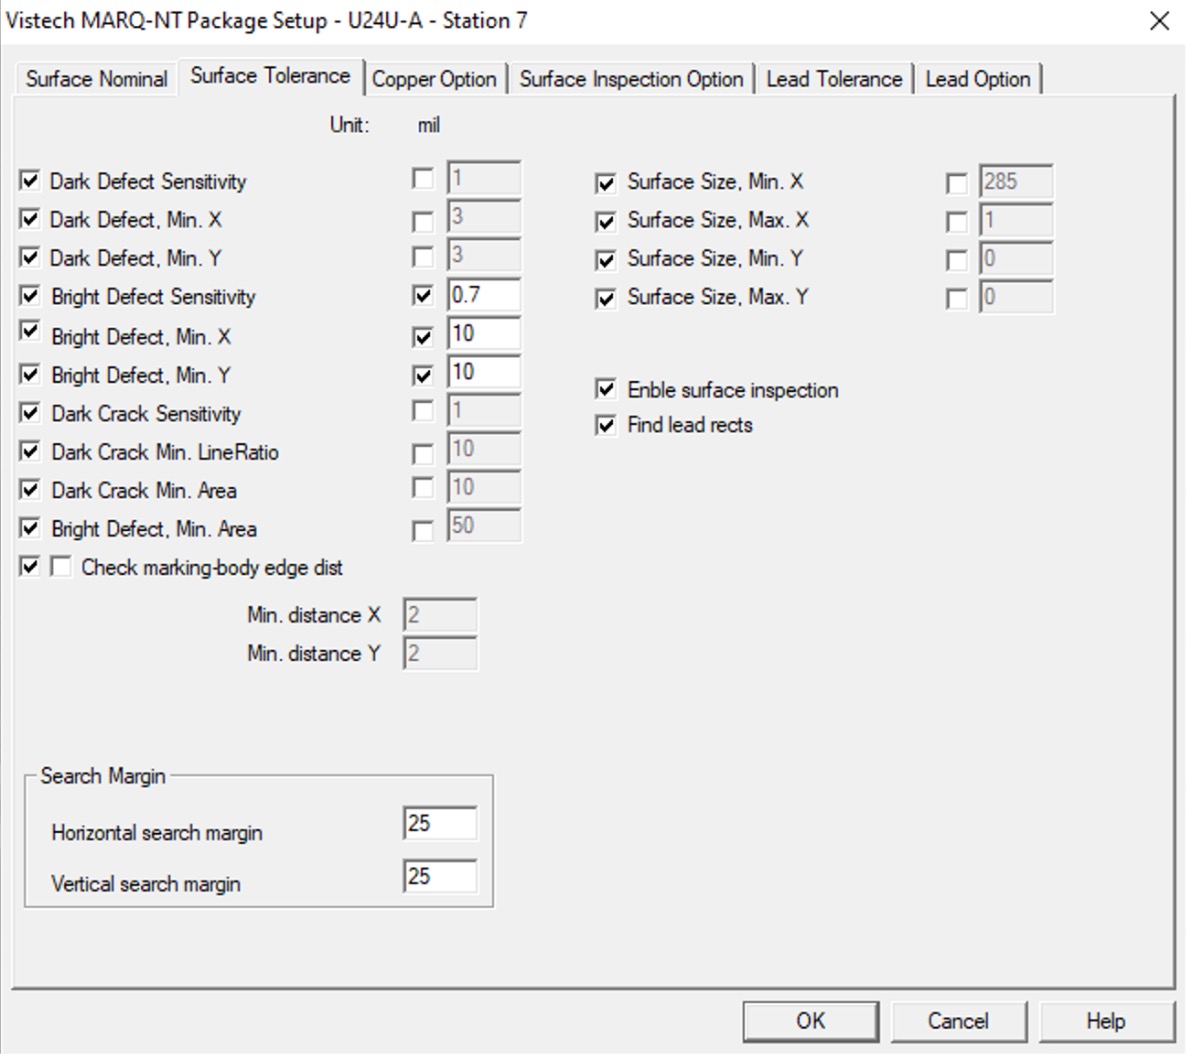 Vistech MARQ-NT Package Setup - U24U-A - Station 7
Surface Nominal Surface Tolerance Copper Option Surface Inspection Option Lead Tolerance Lead Option
Unit: mil
Dark Defect Sensitivity 1
Dark Defect, Min. X 3
Dark Defect, Min. Y 3
Bright Defect Sensitivity 0.7
Bright Defect, Min. X 10
Bright Defect, Min. Y 10
Dark Crack Sensitivity 1
Dark Crack Min. LineRatio 10
Dark Crack Min. Area 10
Bright Defect, Min. Area 50
Check marking-body edge dist
Min. distance X 2
Min. distance Y 2
Surface Size, Min. X 285
Surface Size, Max. X 1
Surface Size, Min. Y 0
Surface Size, Max. Y 0
Enble surface inspection
Find lead rects
Search Margin
Horizontal search margin 25
Vertical search margin 25
OK Cancel Help